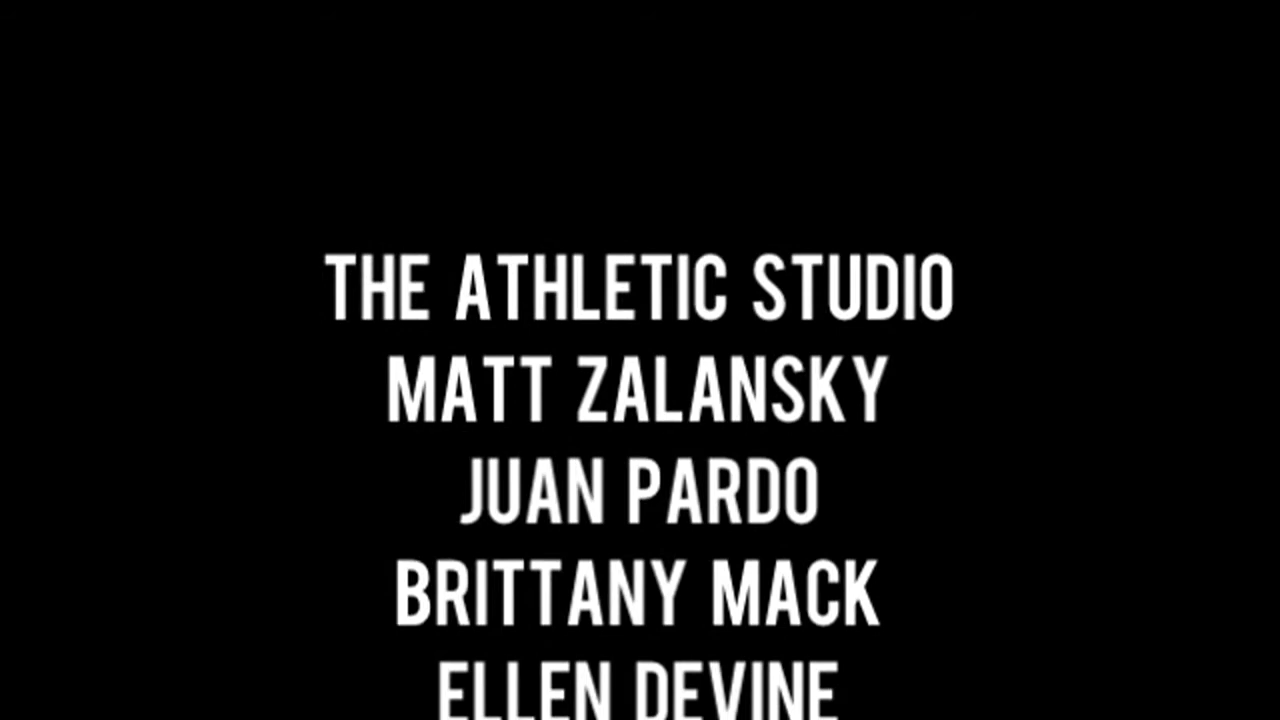 THE ATHLETIC STUDIO
MATT ZALANSKY
JUAN PARDO
BRITTANY MACK
ELLEN DEVINE